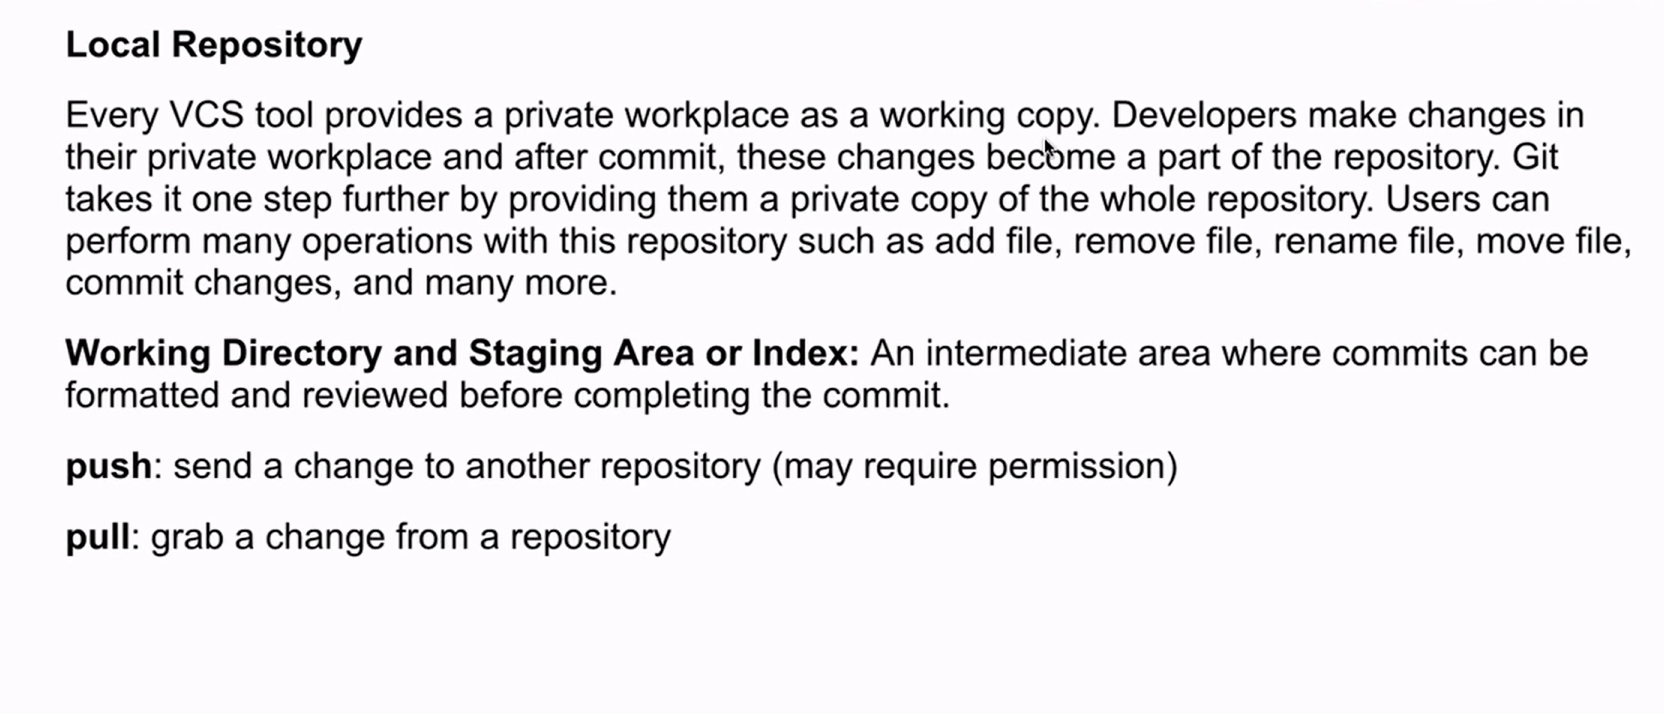 Local Repository
Every VCS tool provides a private workplace as a working copy. Developers make changes in
their private workplace and after commit, these changes become a part of the repository. Git
takes it one step further by providing them a private copy of the whole repository. Users can
perform many operations with this repository such as add file, remove file, rename file, move file,
commit changes, and many more.
Working Directory and Staging Area or Index: An intermediate area where commits can be
formatted and reviewed before completing the commit.
push: send a change to another repository (may require permission)
pull: grab a change from a repository